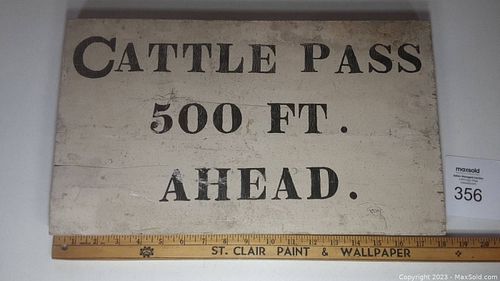 CATTLE PASS
500 FT.
AHEAD.
maxsold
356
ST. CLAIR PAINT & WALLPAPER
Copyright 2023 - MaxSold.com